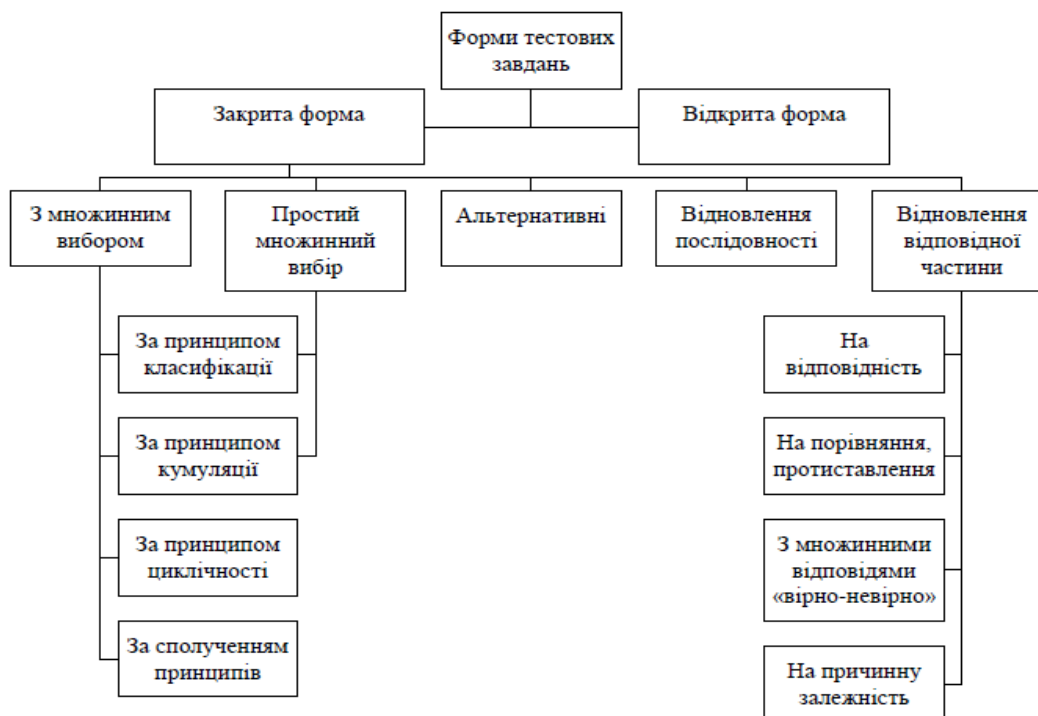 Форми тестових
завдань
Закрита форма
Відкрита форма
З множинним
вибором
Простий
множинний
вибір
Альтернативні
Відновлення
послідовності
Відновлення
відповідної
частини
За принципом
класифікації
За принципом
кумуляції
За принципом
циклічності
За сполученням
принципів
На
відповідність
На порівняння,
протиставлення
З множинними
відповідями
«вірно-невірно»
На причинну
залежність